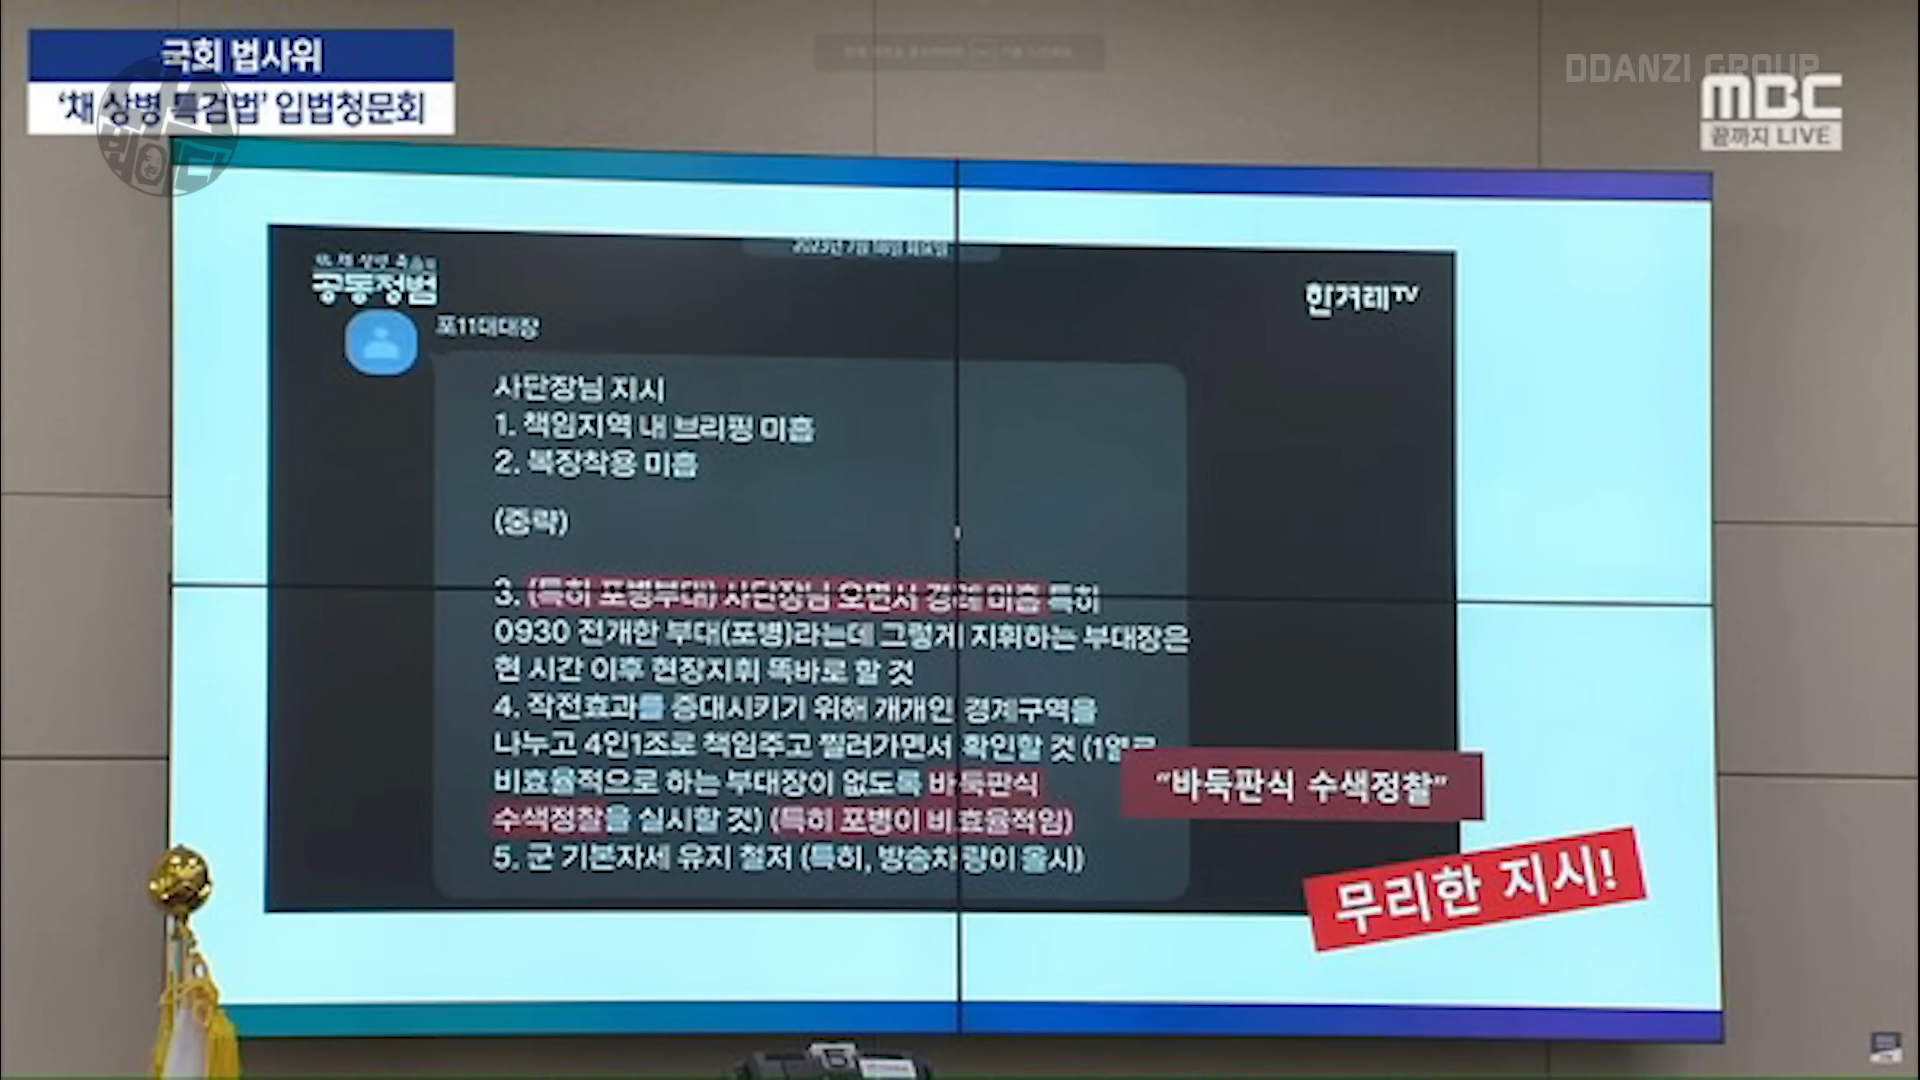 국회 법사위
'채 상병 특검법' 입법청문회
DDANZI GROUP
MBC
끝까지 LIVE
공동정범
한겨레TV
포11대대장
사단장님 지시
1. 책임지역 내 브리핑 미흡
2. 복장착용 미흡
(중략)
3. (특히 포병부대) 사단장님 오면서 경례 미흡 특히
0930 전개한 부대(포병)라는데 그렇게 지휘하는 부대장은
현 시간 이후 현장지휘 똑바로 할 것
4. 작전효과를 증대시키기 위해 개개인 경계구역을
나누고 4인1조로 책임주고 찔러가면서 확인할 것 (1열로
비효율적으로 하는 부대장이 없도록 바둑판식
수색정찰을 실시할 것) (특히 포병이 비효율적임)
5. 군 기본자세 유지 철저 (특히, 방송차량이 올시)
"바둑판식 수색정찰"
무리한 지시!